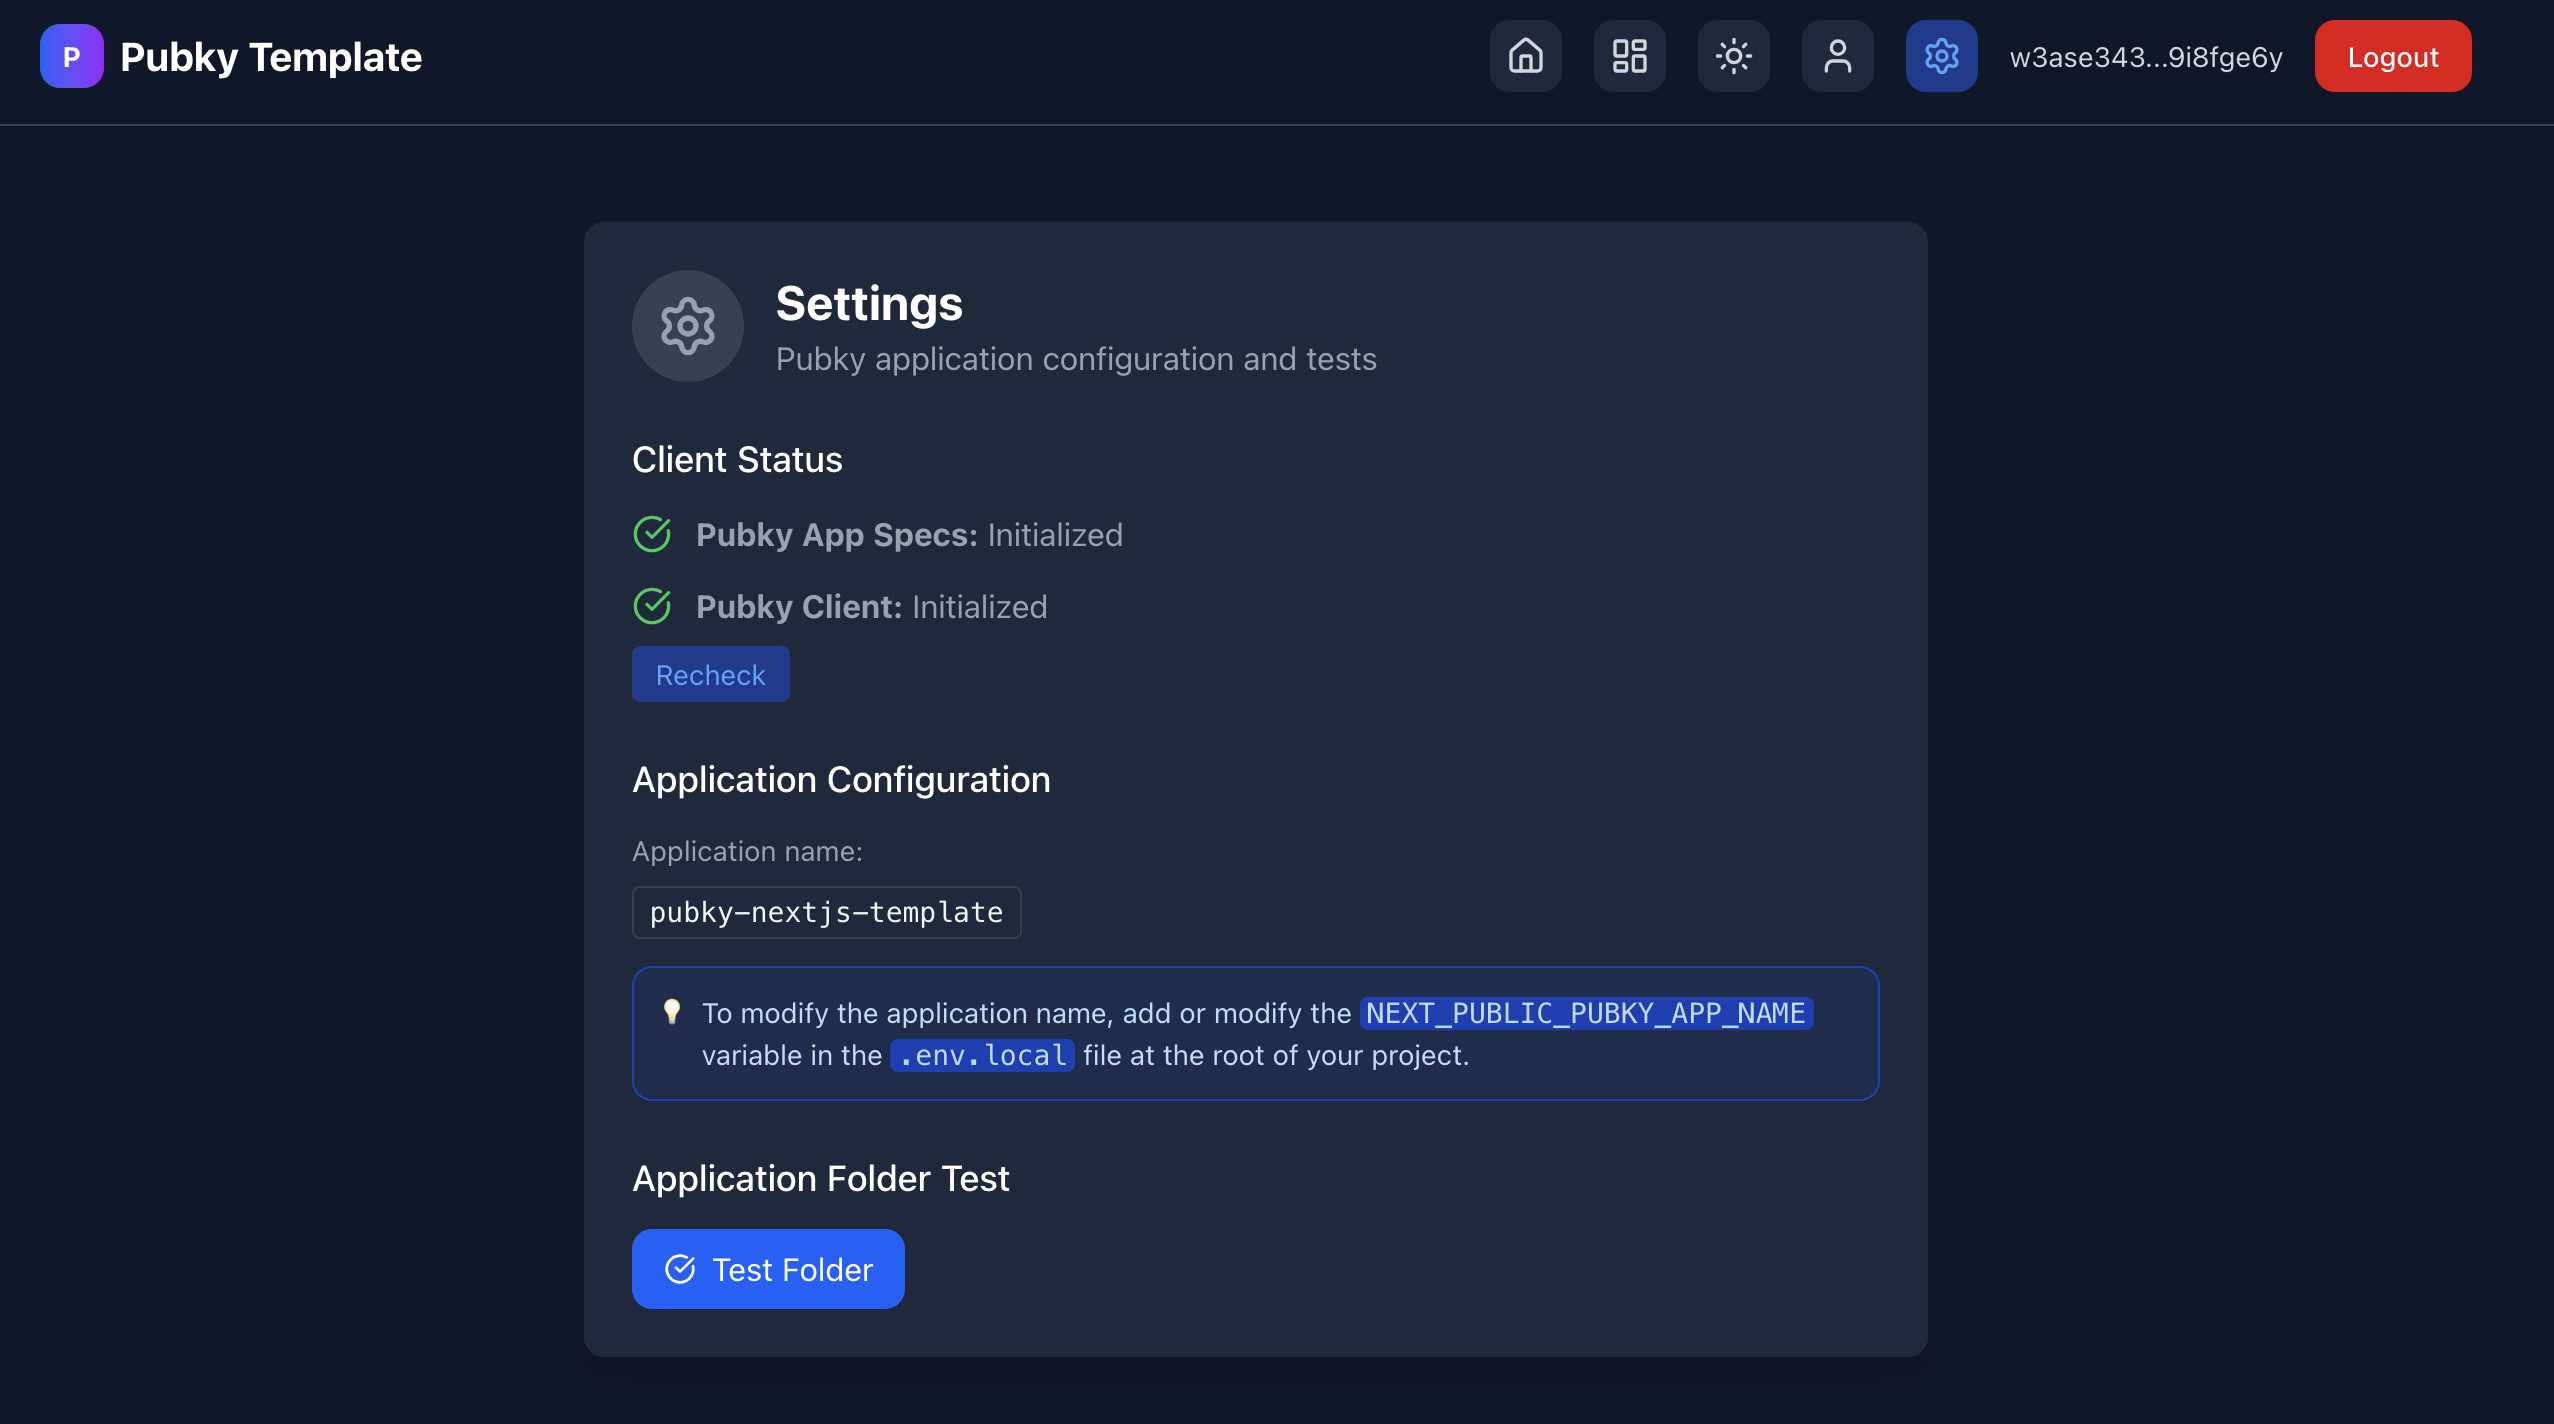 P Pubky Template
w3ase343...9i8fge6y
Logout
Settings
Pubky application configuration and tests
Client Status
Pubky App Specs: Initialized
Pubky Client: Initialized
Recheck
Application Configuration
Application name:
pubky-nextjs-template
To modify the application name, add or modify the NEXT_PUBLIC_PUBKY_APP_NAME
variable in the .env.local file at the root of your project.
Application Folder Test
Test Folder